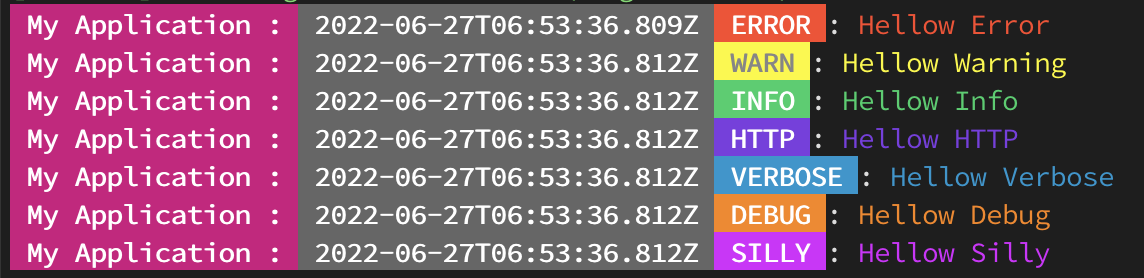 My Application : 2022-06-27T06:53:36.809Z ERROR : Hellow Error
My Application : 2022-06-27T06:53:36.812Z WARN : Hellow Warning
My Application : 2022-06-27T06:53:36.812Z INFO : Hellow Info
My Application : 2022-06-27T06:53:36.812Z HTTP : Hellow HTTP
My Application : 2022-06-27T06:53:36.812Z VERBOSE : Hellow Verbose
My Application : 2022-06-27T06:53:36.812Z DEBUG : Hellow Debug
My Application : 2022-06-27T06:53:36.812Z SILLY : Hellow Silly